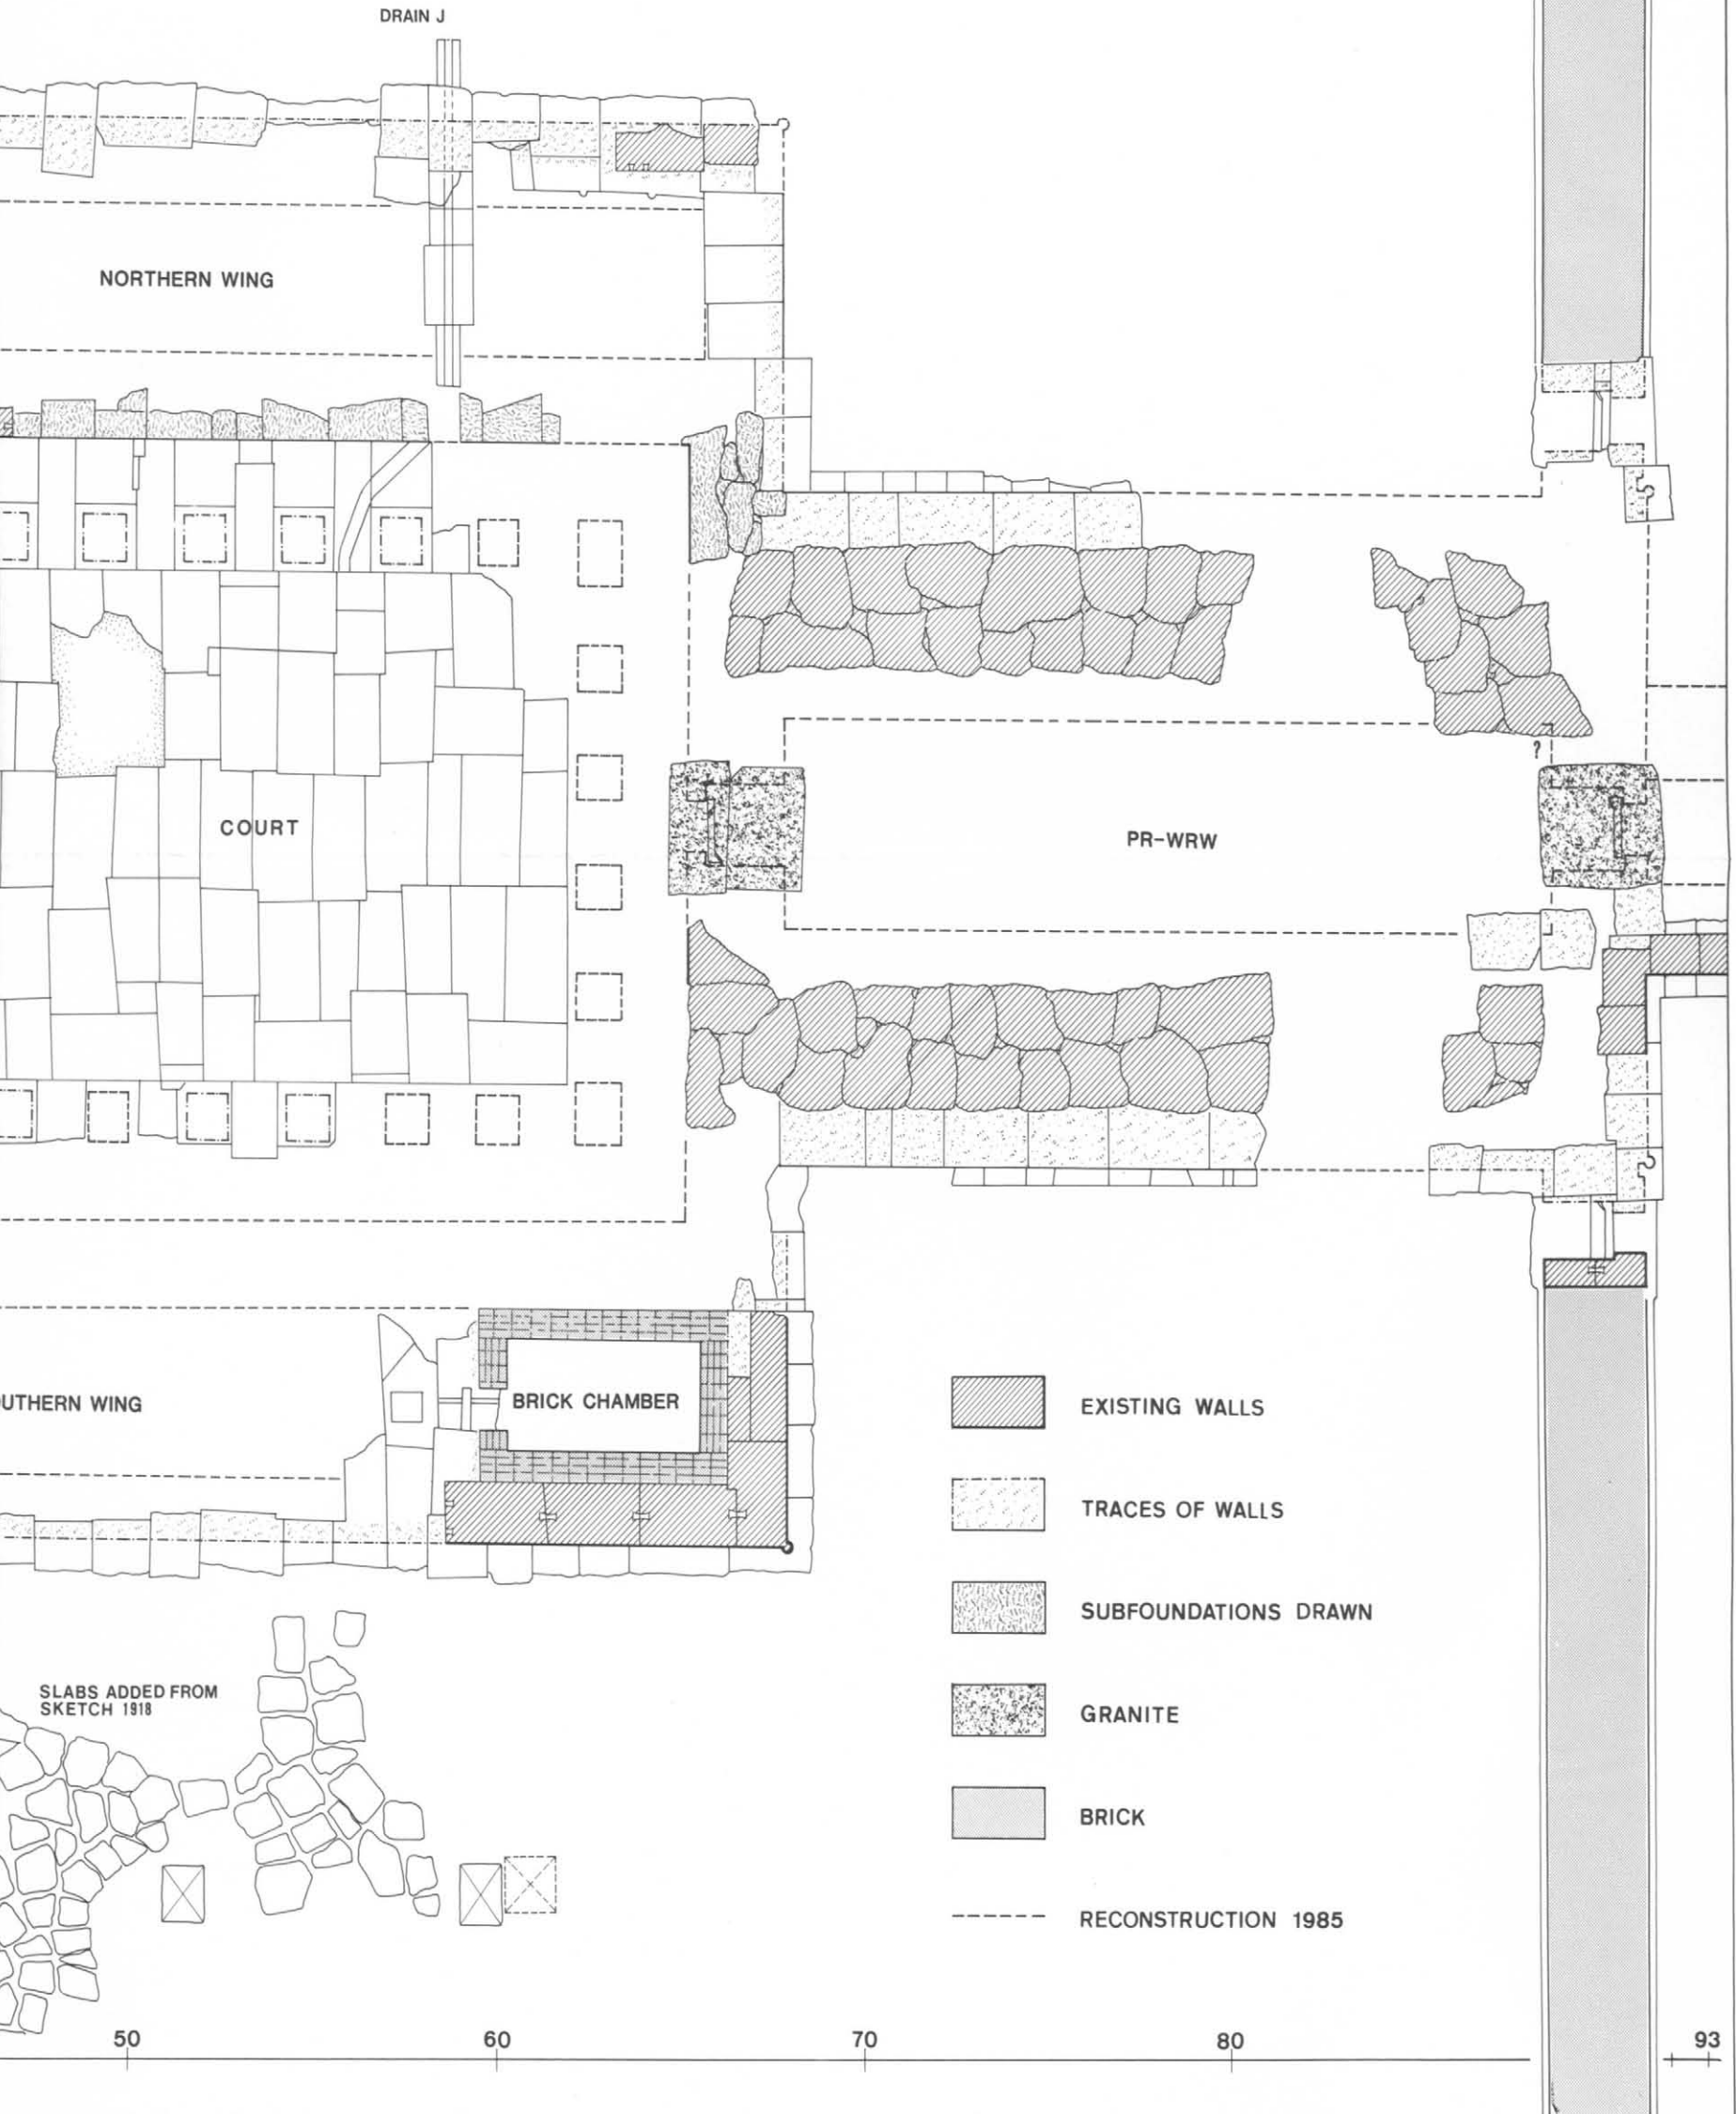 DRAIN J
NORTHERN WING
COURT
PR-WRW
?
UTHERN WING
BRICK CHAMBER
EXISTING WALLS
TRACES OF WALLS
SUBFOUNDATIONS DRAWN
GRANITE
BRICK
RECONSTRUCTION 1985
SLABS ADDED FROM
SKETCH 1918
50
60
70
80
93